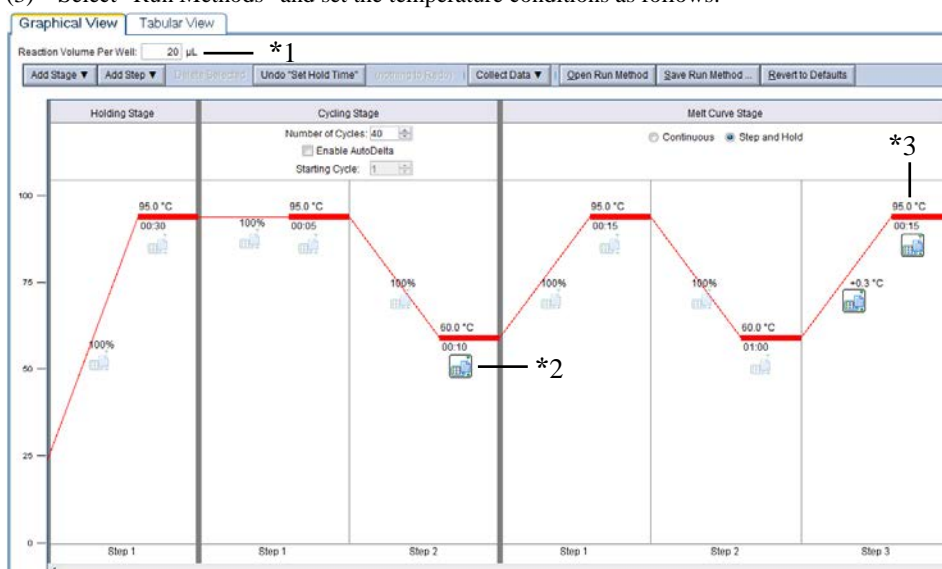 (3) Select "Run Methods" and set the temperature conditions as follows.
Graphical View Tabular View
Reaction Volume Per Well: 20 µL *1
Add Stage ▼ Add Step ▼ Delete Selected Undo "Set Hold Time" Collect Data ▼ Open Run Method Save Run Method ... Revert to Defaults
Holding Stage Cycling Stage Melt Curve Stage
Number of Cycles: 40
Enable AutoDelta
Starting Cycle: 1
Continuous Step and Hold
*3
100
95.0 °C 95.0 °C 95.0 °C 95.0 °C
00:30 100% 00:05 00:15 00:15
75
100% 100% 100% +0.3 °C
60.0 °C 60.0 °C
100% 00:10 01:00
50 *2
25
0
Step 1 Step 1 Step 2 Step 1 Step 2 Step 3